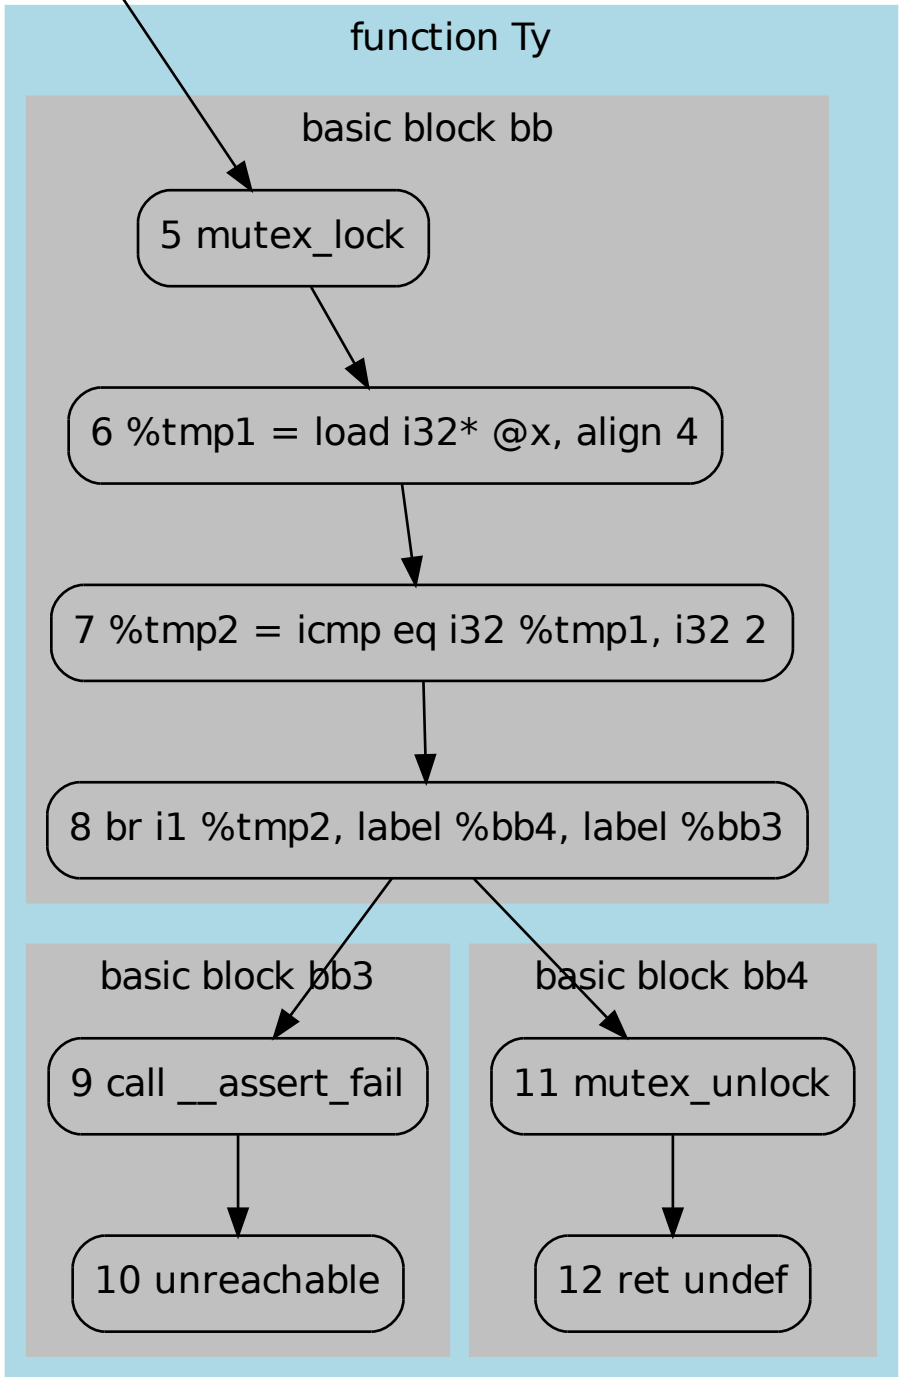 function Ty
basic block bb
5 mutex_lock
6 %tmp1 = load i32* @x, align 4
7 %tmp2 = icmp eq i32 %tmp1, i32 2
8 br i1 %tmp2, label %bb4, label %bb3
basic block bb3
9 call __assert_fail
10 unreachable
basic block bb4
11 mutex_unlock
12 ret undef